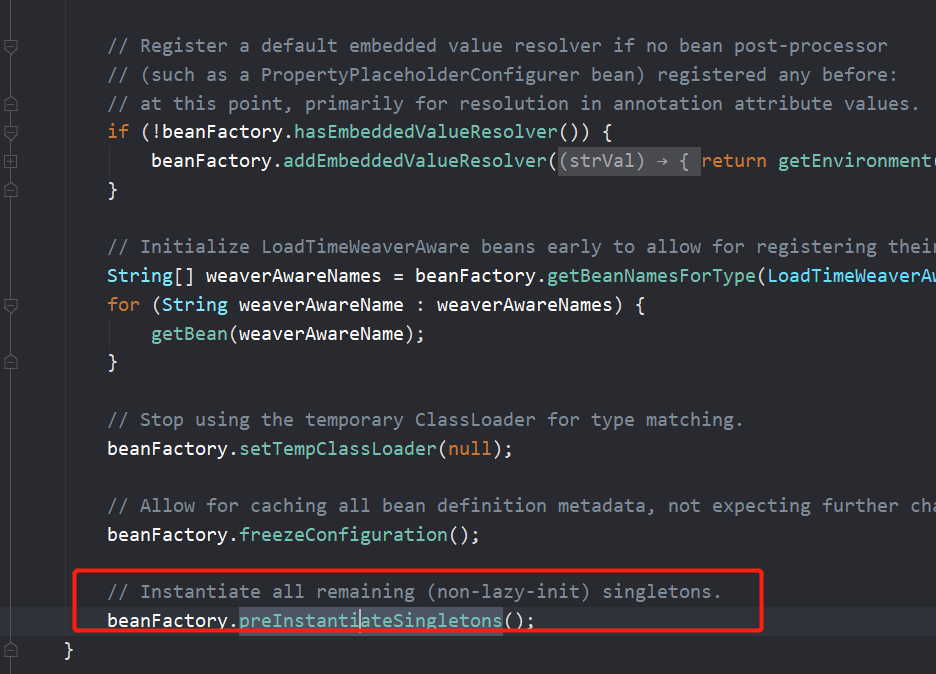 // Register a default embedded value resolver if no bean post-processor
// (such as a PropertyPlaceholderConfigurer bean) registered any before:
// at this point, primarily for resolution in annotation attribute values.
if (!beanFactory.hasEmbeddedValueResolver()) {
beanFactory.addEmbeddedValueResolver((strVal) → { return getEnvironment(
}
// Initialize LoadTimeWeaverAware beans early to allow for registering thei
String[] weaverAwareNames = beanFactory.getBeanNamesForType(LoadTimeWeaverAw
for (String weaverAwareName : weaverAwareNames) {
getBean(weaverAwareName);
}
// Stop using the temporary ClassLoader for type matching.
beanFactory.setTempClassLoader(null);
// Allow for caching all bean definition metadata, not expecting further cha
beanFactory.freezeConfiguration();
// Instantiate all remaining (non-lazy-init) singletons.
beanFactory.preInstantiateSingletons();
}